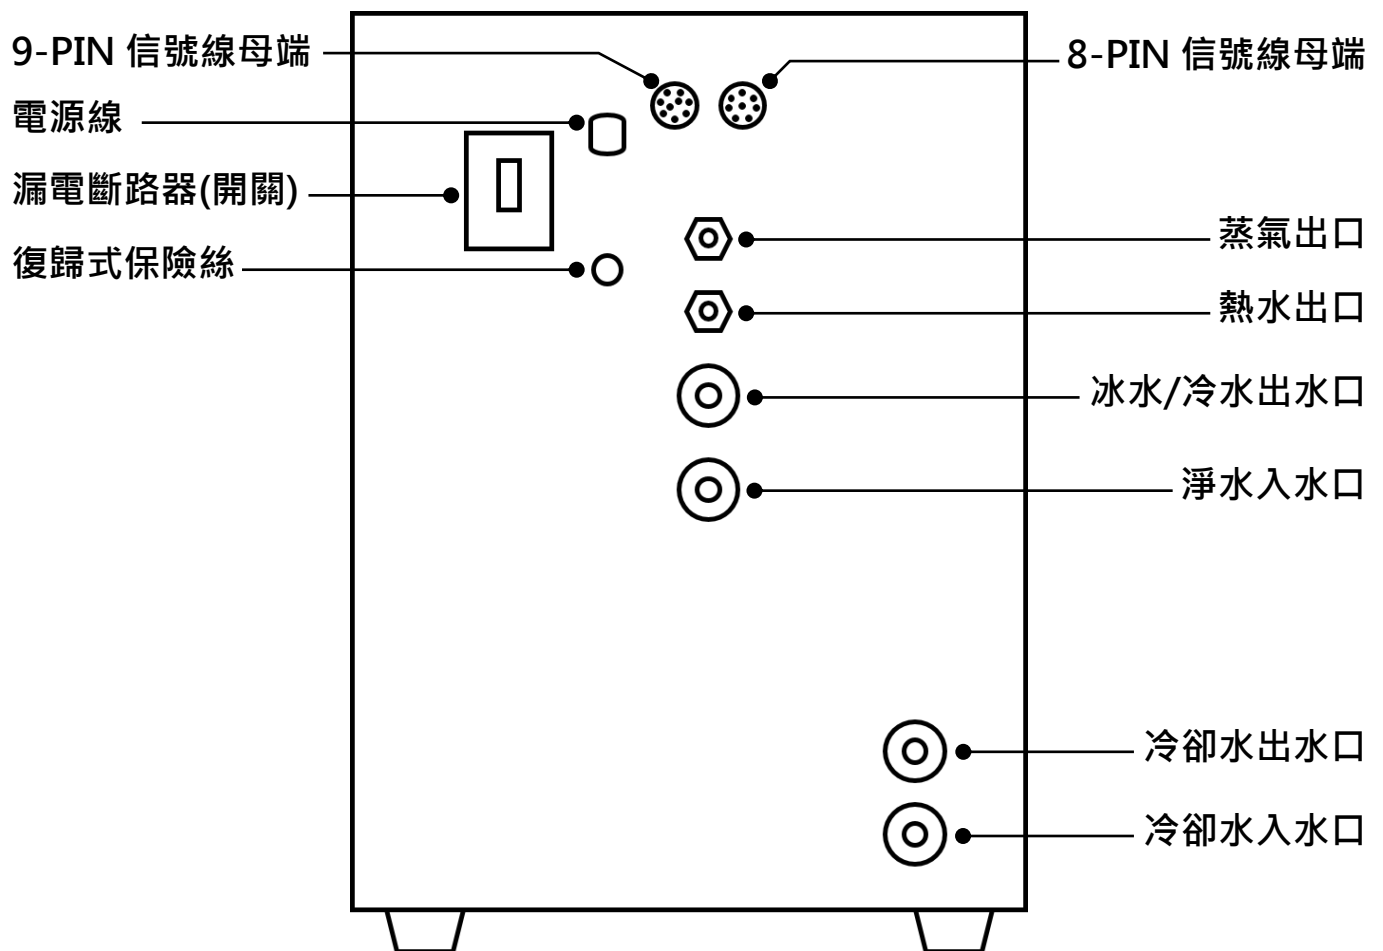 9-PIN 信號線母端
電源線
漏電斷路器(開關)
復歸式保險絲
8-PIN 信號線母端
蒸氣出口
熱水出口
冰水/冷水出水口
淨水入水口
冷卻水出水口
冷卻水入水口